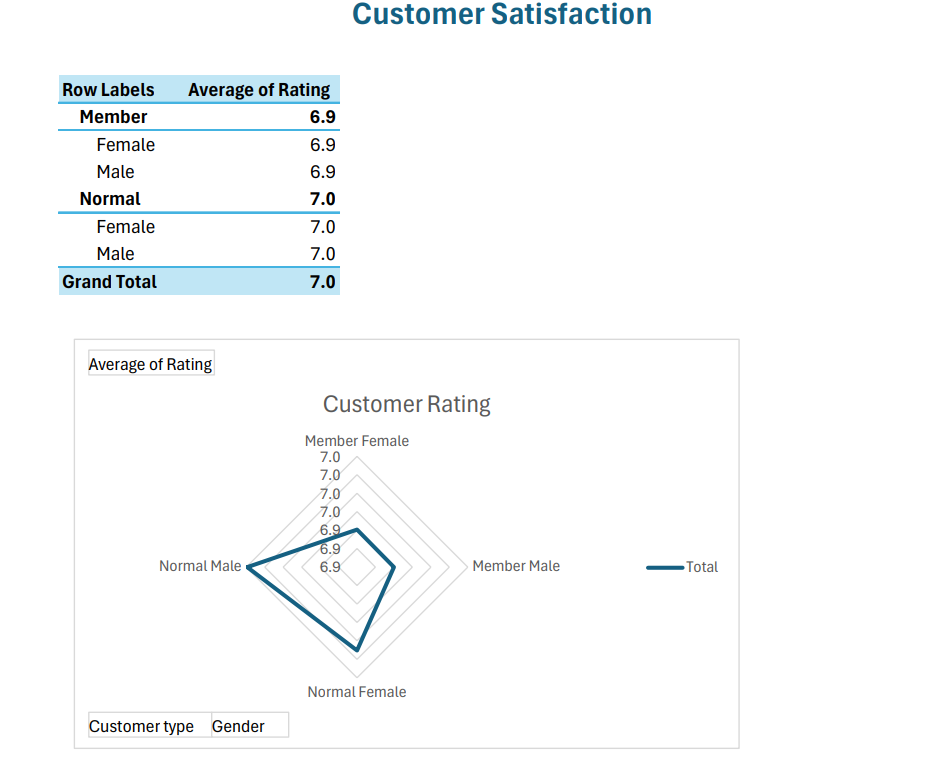 Customer Satisfaction
Row Labels Average of Rating
Member 6.9
Female 6.9
Male 6.9
Normal 7.0
Female 7.0
Male 7.0
Grand Total 7.0
Average of Rating
Customer Rating
Member Female
7.0
7.0
7.0
7.0
6.9
6.9
6.9
Normal Male
Member Male
Total
Normal Female
Customer type Gender